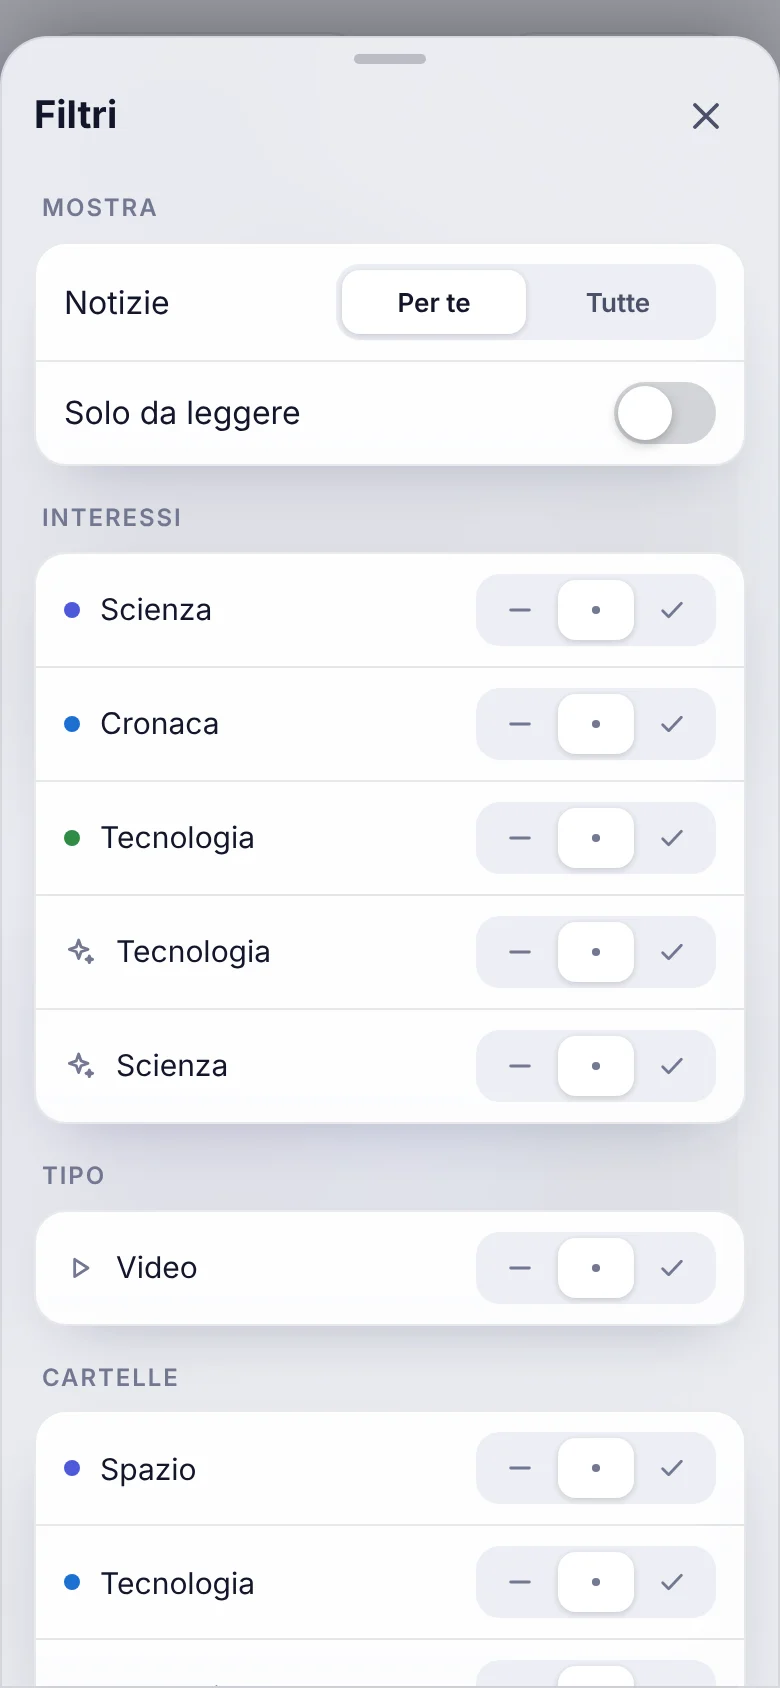 Filtri
MOSTRA
Notizie
Per te
Tutte
Solo da leggere
INTERESSI
Scienza
Cronaca
Tecnologia
Tecnologia
Scienza
TIPO
Video
CARTELLE
Spazio
Tecnologia